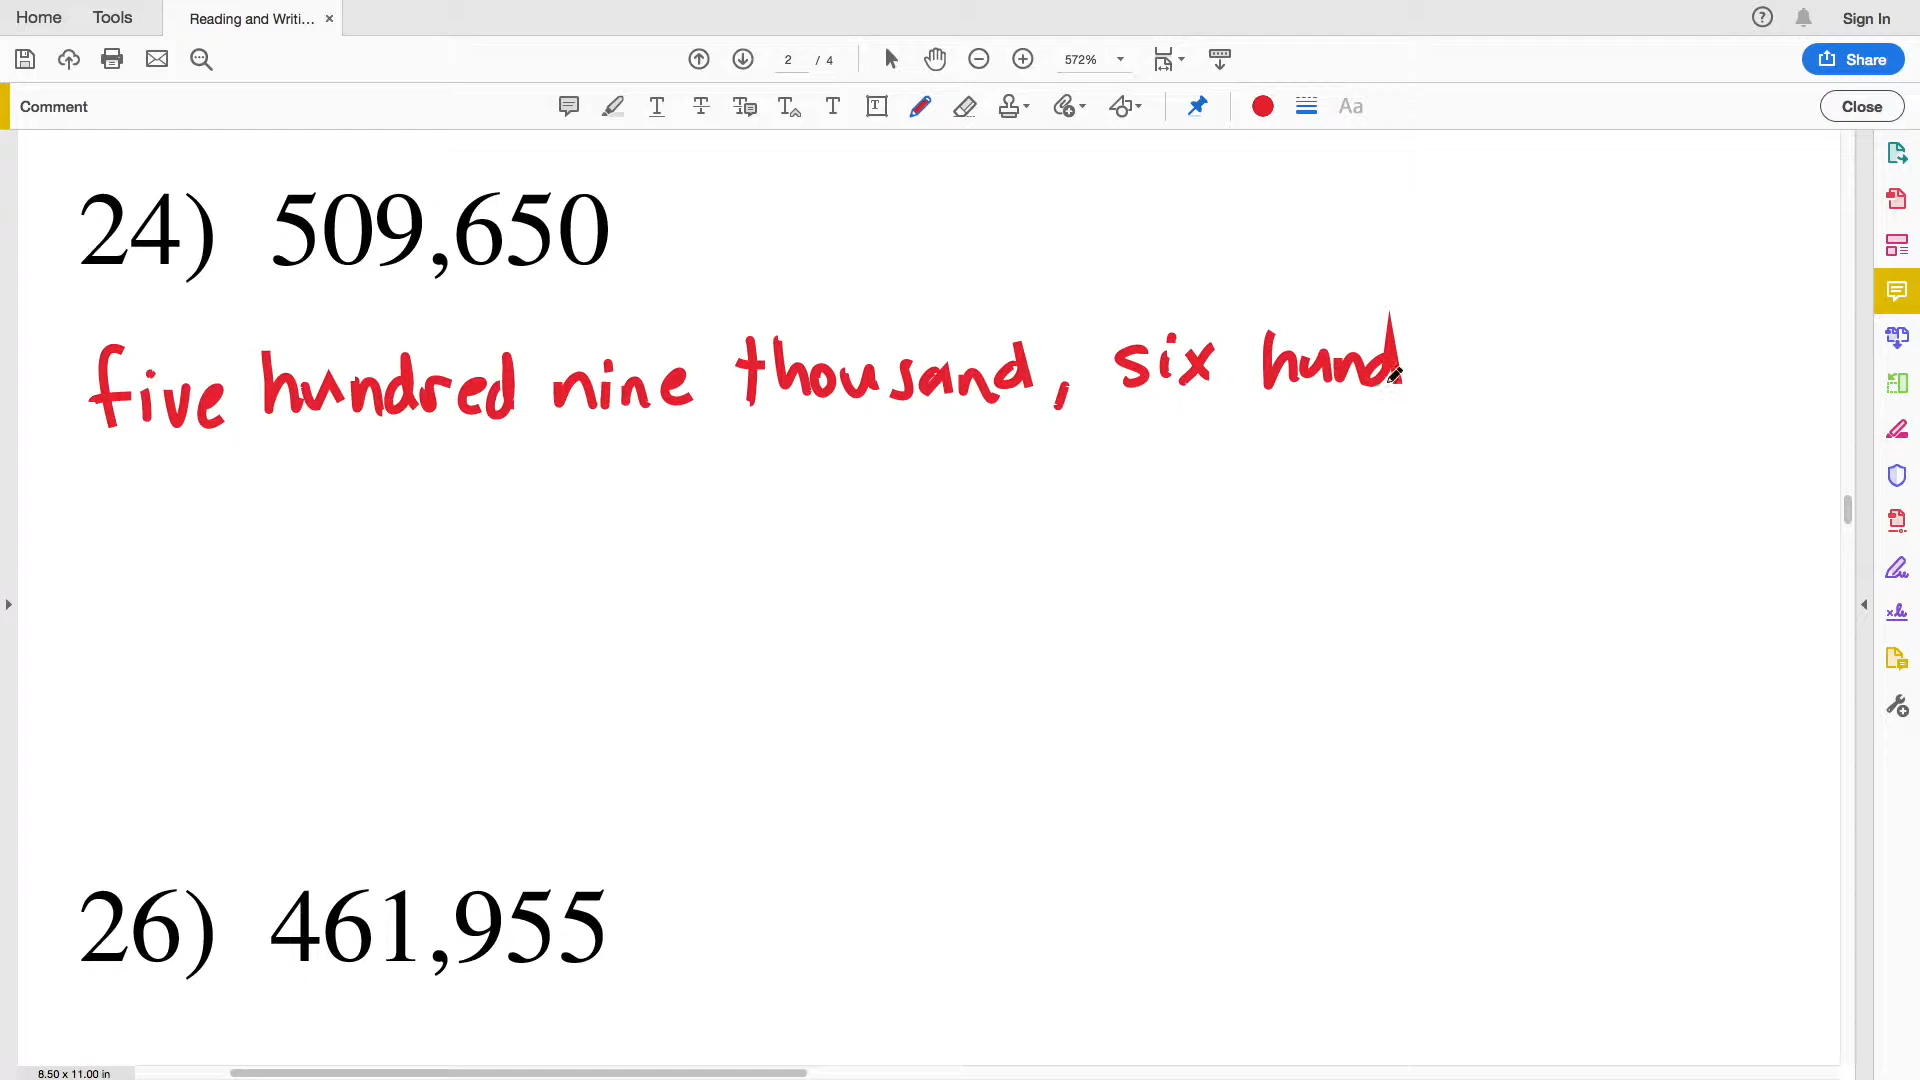 Home Tools Reading and Writi... × Sign In
2 / 4 572% Share
Comment T T T T T T Aa Close
24) 509,650
five hundred nine thousand, six hund
26) 461,955
8.50 x 11.00 in